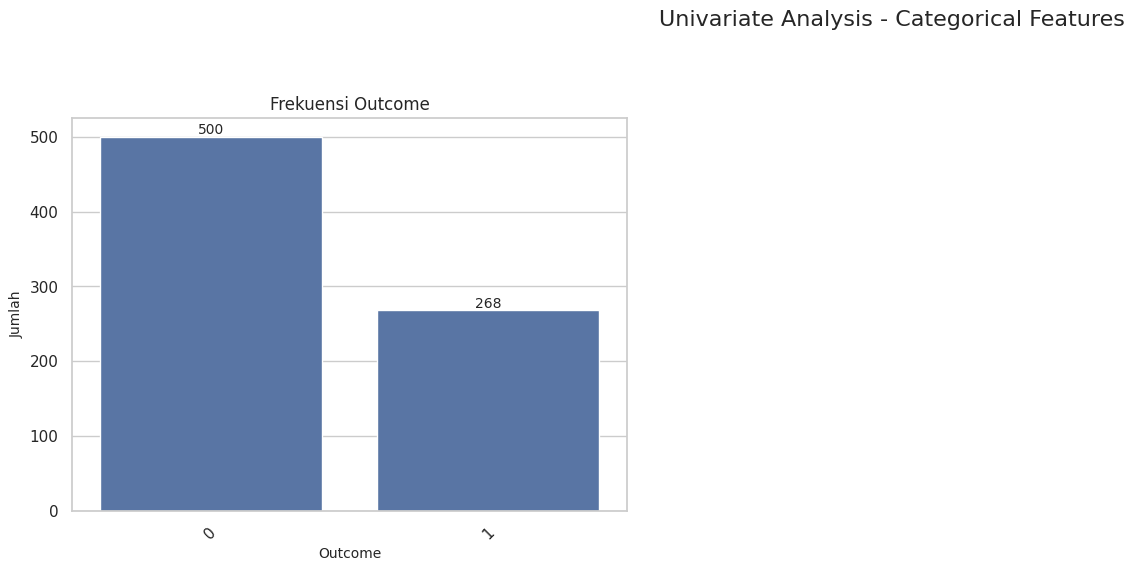 Univariate Analysis - Categorical Features
Frekuensi Outcome
500
268
Jumlah
500
400
300
200
100
0
0
1
Outcome